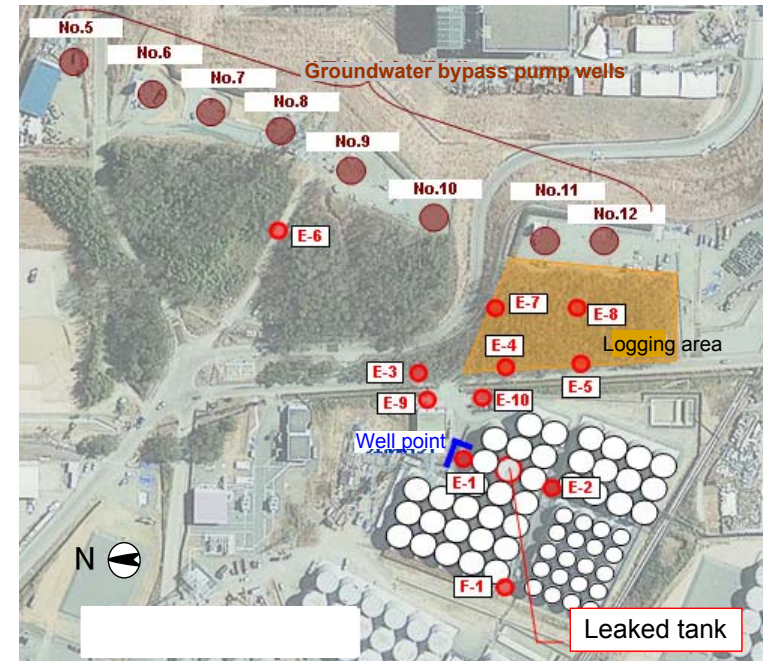 No.5
No.6
No.7
Groundwater bypass pump wells
No.8
No.9
No.10
No.11
No.12
E-6
E-7
E-8
Logging area
E-4
E-3
E-5
E-9
E-10
Well point
E-1
E-2
N
F-1
Leaked tank